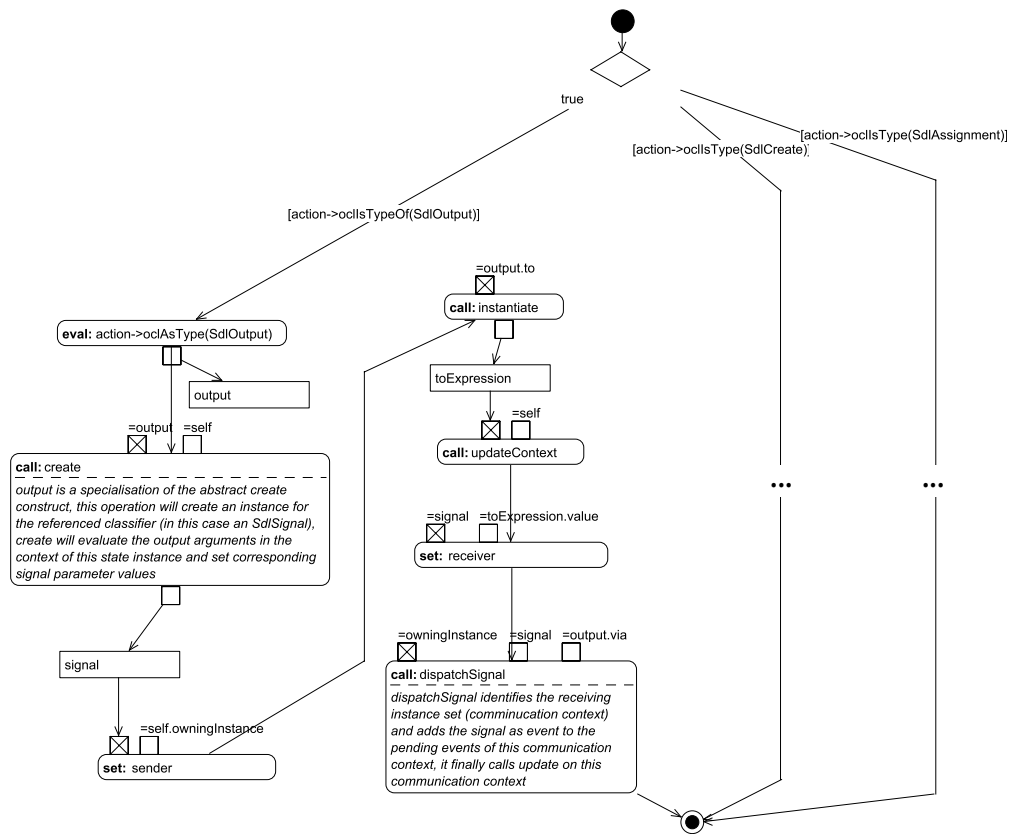 true
[action->oclIsType(SdlAssignment)]
[action->oclIsType(SdlCreate)]
[action->oclIsTypeOf(SdlOutput)]
=output.to
call: instantiate
eval: action->oclAsType(SdlOutput)
toExpression
output
=output =self
=self
call: create
call: updateContext
output is a specialisation of the abstract create
construct, this operation will create an instance for
the referenced classifier (in this case an SdlSignal),
create will evaluate the output arguments in the
context of this state instance and set corresponding
signal parameter values
•••
•••
=signal =toExpression.value
set: receiver
signal
=owningInstance =signal =output.via
call: dispatchSignal
dispatchSignal identifies the receiving
instance set (comminucation context)
and adds the signal as event to the
pending events of this communication
context, it finally calls update on this
communication context
=self.owningInstance
set: sender